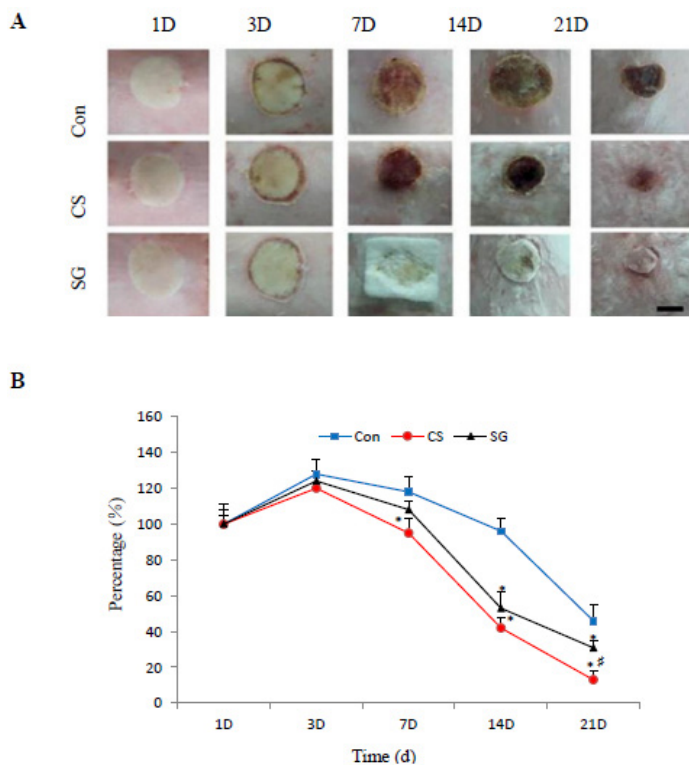 A
1D 3D 7D 14D 21D
Con
CS
SG
B
160
140
120
100
80
60
40
20
0
Percentage (%)
Con CS SG
*
*
*
*
* ♯
1D 3D 7D 14D 21D
Time (d)